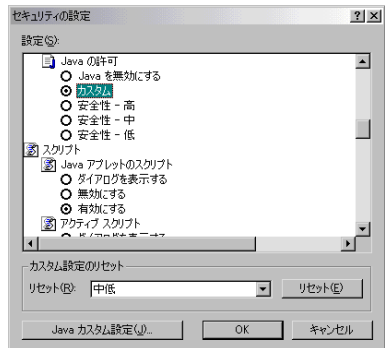 セキュリティの設定
設定(S):
Java の許可
Java を無効にする
カスタム
安全性 - 高
安全性 - 中
安全性 - 低
スクリプト
Java アプレットのスクリプト
ダイアログを表示する
無効にする
有効にする
アクティブ スクリプト
カスタム設定のリセット
リセット(R): 中低 リセット(E)
Java カスタム設定(J)... OK キャンセル